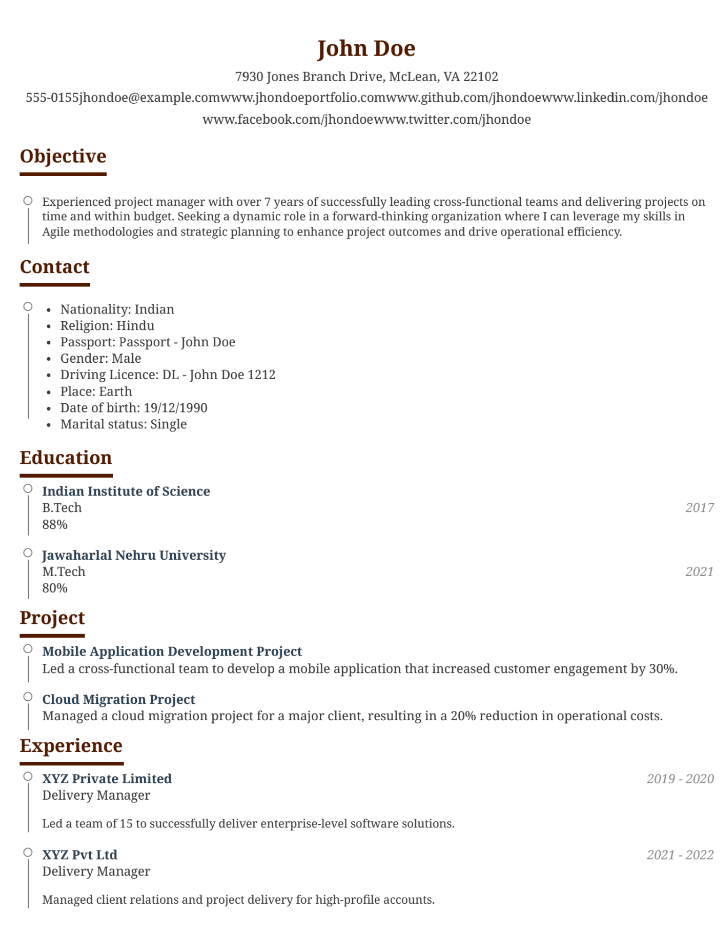 John Doe
7930 Jones Branch Drive, McLean, VA 22102
555-0155jhondoe@example.comwww.jhondoeportfolio.comwww.github.com/jhondoewww.linkedin.com/jhondoe
www.facebook.com/jhondoewww.twitter.com/jhondoe
Objective
Experienced project manager with over 7 years of successfully leading cross-functional teams and delivering projects on
time and within budget. Seeking a dynamic role in a forward-thinking organization where I can leverage my skills in
Agile methodologies and strategic planning to enhance project outcomes and drive operational efficiency.
Contact
• Nationality: Indian
• Religion: Hindu
• Passport: Passport - John Doe
• Gender: Male
• Driving Licence: DL - John Doe 1212
• Place: Earth
• Date of birth: 19/12/1990
• Marital status: Single
Education
Indian Institute of Science
B.Tech 2017
88%
Jawaharlal Nehru University
M.Tech 2021
80%
Project
Mobile Application Development Project
Led a cross-functional team to develop a mobile application that increased customer engagement by 30%.
Cloud Migration Project
Managed a cloud migration project for a major client, resulting in a 20% reduction in operational costs.
Experience
XYZ Private Limited 2019 - 2020
Delivery Manager
Led a team of 15 to successfully deliver enterprise-level software solutions.
XYZ Pvt Ltd 2021 - 2022
Delivery Manager
Managed client relations and project delivery for high-profile accounts.